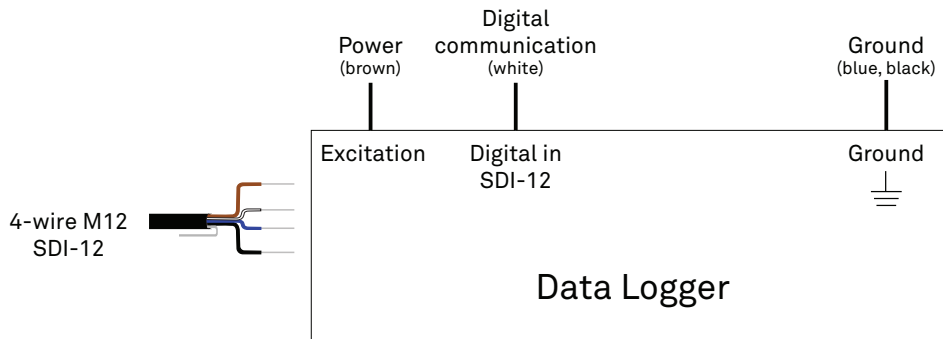 Digital
Power communication Ground
(brown) (white) (blue, black)
Excitation Digital in Ground
SDI-12
4-wire M12
SDI-12
Data Logger